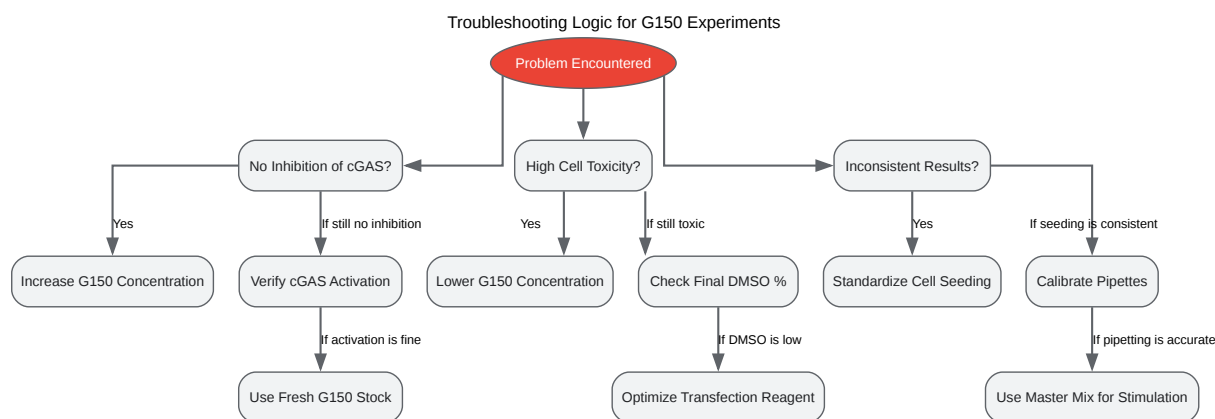 Troubleshooting Logic for G150 Experiments
Problem Encountered
No Inhibition of cGAS?
High Cell Toxicity?
Inconsistent Results?
Yes
If still no inhibition
Yes
If still toxic
Yes
If seeding is consistent
Increase G150 Concentration
Verify cGAS Activation
Lower G150 Concentration
Check Final DMSO %
Standardize Cell Seeding
Calibrate Pipettes
If activation is fine
If DMSO is low
If pipetting is accurate
Use Fresh G150 Stock
Optimize Transfection Reagent
Use Master Mix for Stimulation